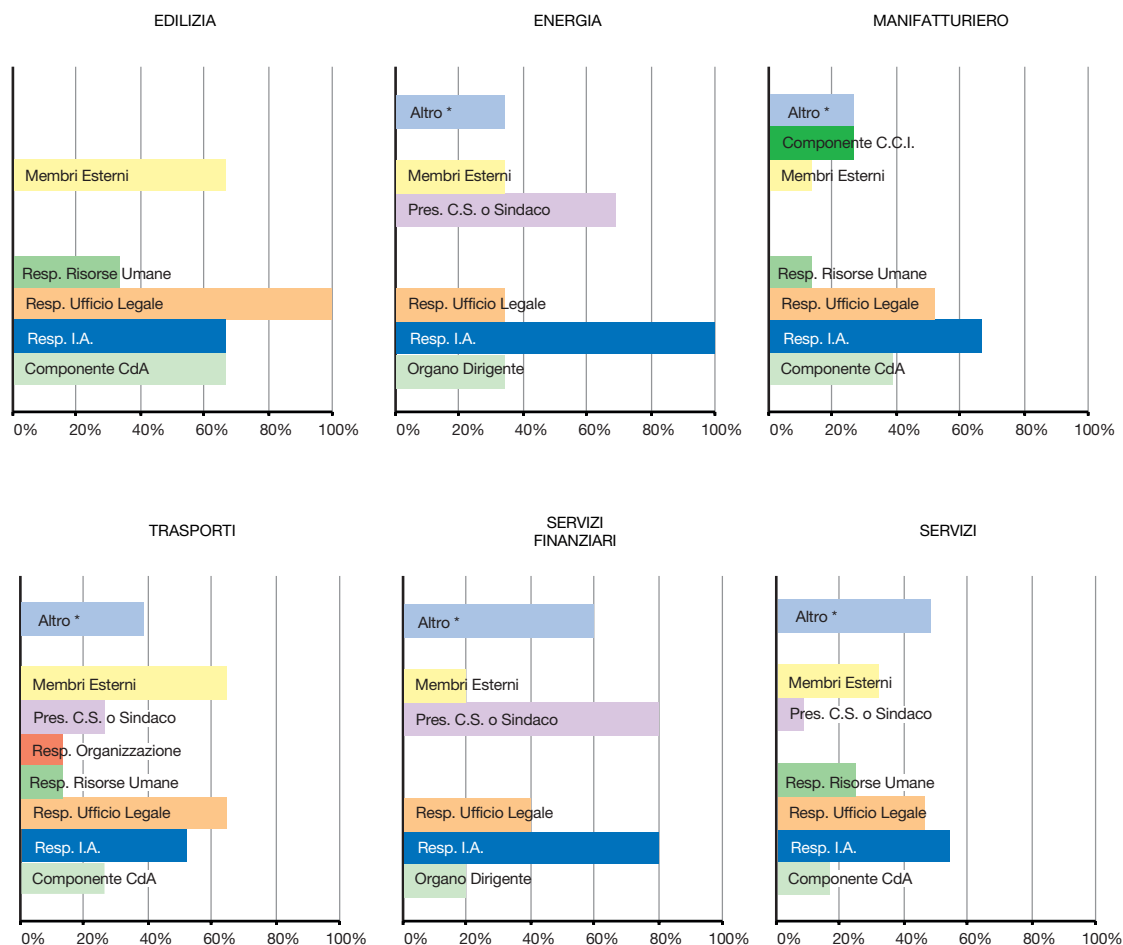 EDILIZIA
Membri Esterni
Resp. Risorse Umane
Resp. Ufficio Legale
Resp. I.A.
Componente CdA
0% 20% 40% 60% 80% 100%
ENERGIA
Altro *
Membri Esterni
Pres. C.S. o Sindaco
Resp. Ufficio Legale
Resp. I.A.
Organo Dirigente
0% 20% 40% 60% 80% 100%
MANIFATTURIERO
Altro *
Componente C.C.I.
Membri Esterni
Resp. Risorse Umane
Resp. Ufficio Legale
Resp. I.A.
Componente CdA
0% 20% 40% 60% 80% 100%
TRASPORTI
Altro *
Membri Esterni
Pres. C.S. o Sindaco
Resp. Organizzazione
Resp. Risorse Umane
Resp. Ufficio Legale
Resp. I.A.
Componente CdA
0% 20% 40% 60% 80% 100%
SERVIZI
FINANZIARI
Altro *
Membri Esterni
Pres. C.S. o Sindaco
Resp. Ufficio Legale
Resp. I.A.
Organo Dirigente
0% 20% 40% 60% 80% 100%
SERVIZI
Altro *
Membri Esterni
Pres. C.S. o Sindaco
Resp. Risorse Umane
Resp. Ufficio Legale
Resp. I.A.
Componente CdA
0% 20% 40% 60% 80% 100%